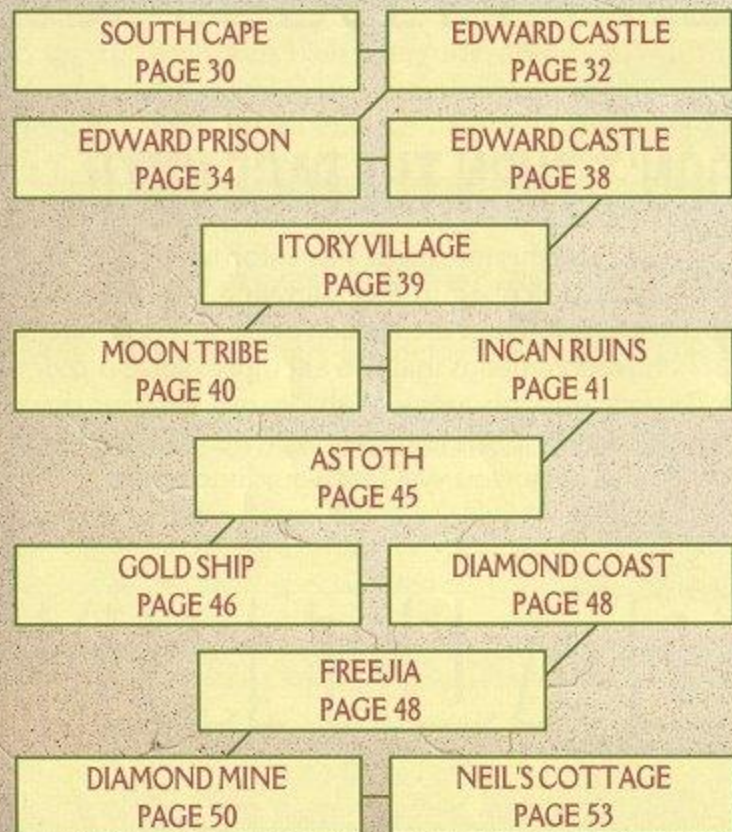 SOUTH CAPE
PAGE 30
EDWARD CASTLE
PAGE 32
EDWARD PRISON
PAGE 34
EDWARD CASTLE
PAGE 38
ITORY VILLAGE
PAGE 39
MOON TRIBE
PAGE 40
INCAN RUINS
PAGE 41
ASTOTH
PAGE 45
GOLD SHIP
PAGE 46
DIAMOND COAST
PAGE 48
FREEJIA
PAGE 48
DIAMOND MINE
PAGE 50
NEIL'S COTTAGE
PAGE 53